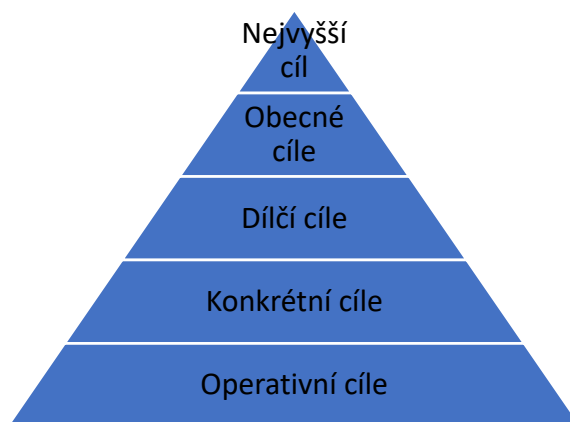 Nejvyšší
cíl
Obecné
cíle
Dílčí cíle
Konkrétní cíle
Operativní cíle